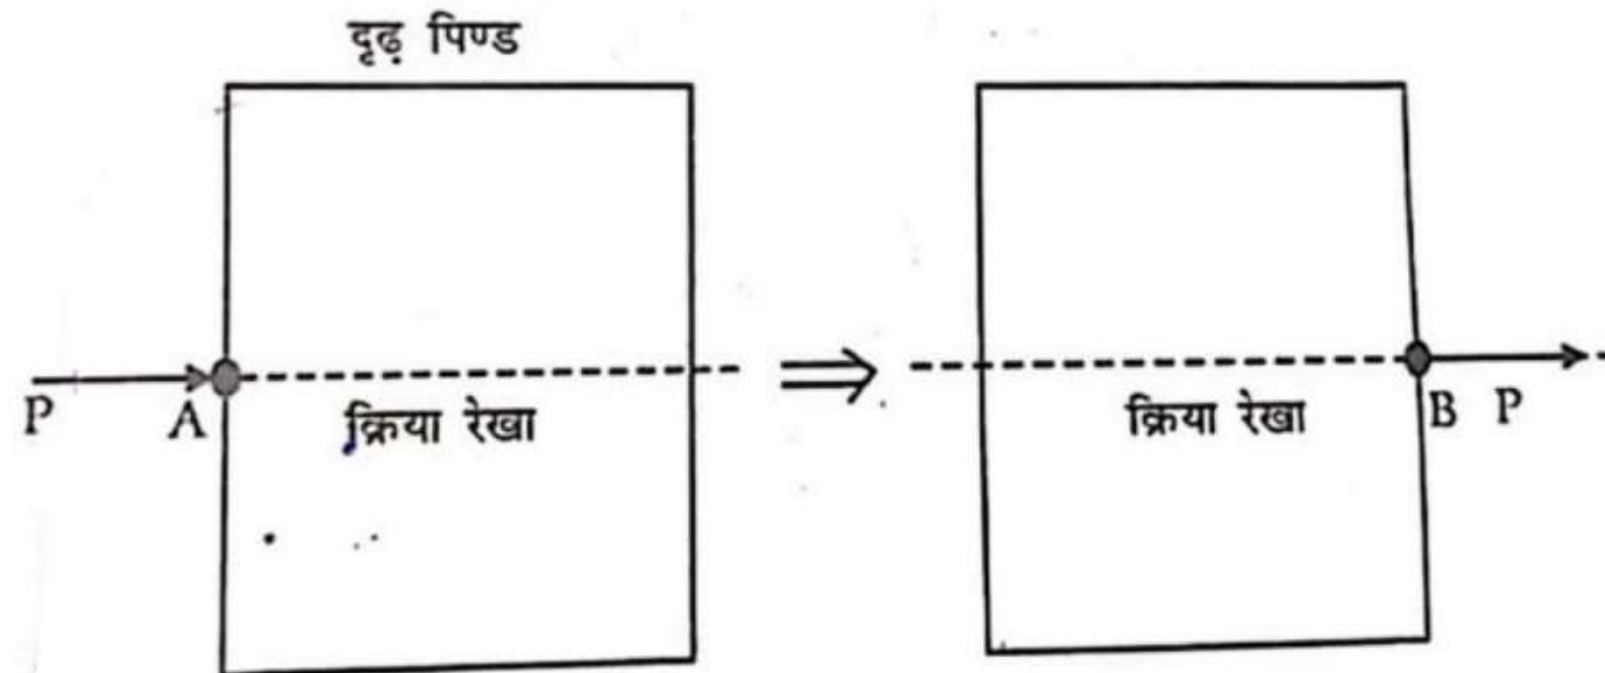 दृढ़ पिण्ड
P
A
क्रिया रेखा
क्रिया रेखा
B P